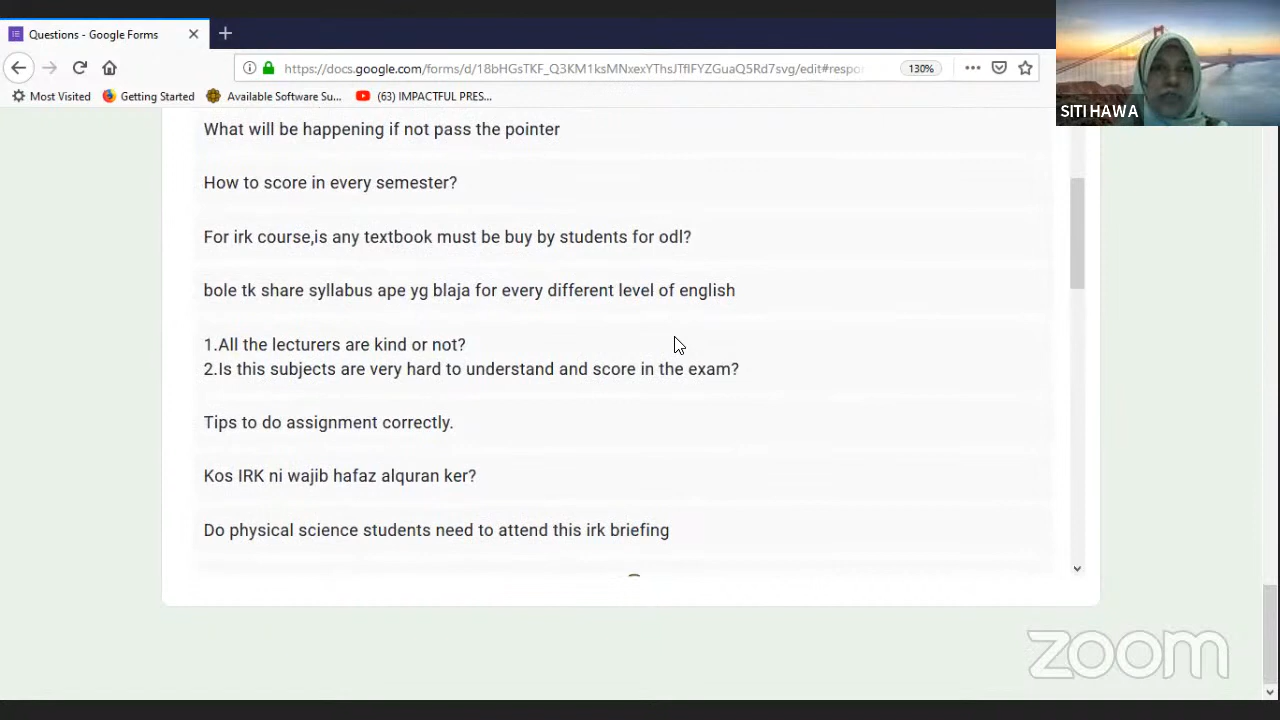 Questions - Google Forms
https://docs.google.com/forms/d/18bHGsTKF_Q3KM1ksMNxexYThsJTflFYZGuaQ5Rd7svg/edit#respo
130%
Most Visited
Getting Started
Available Software Su...
(63) IMPACTFUL PRES...
SITI HAWA
What will be happening if not pass the pointer
How to score in every semester?
For irk course,is any textbook must be buy by students for odl?
bole tk share syllabus ape yg blaja for every different level of english
1.All the lecturers are kind or not?
2.Is this subjects are very hard to understand and score in the exam?
Tips to do assignment correctly.
Kos IRK ni wajib hafaz alquran ker?
Do physical science students need to attend this irk briefing
zoom